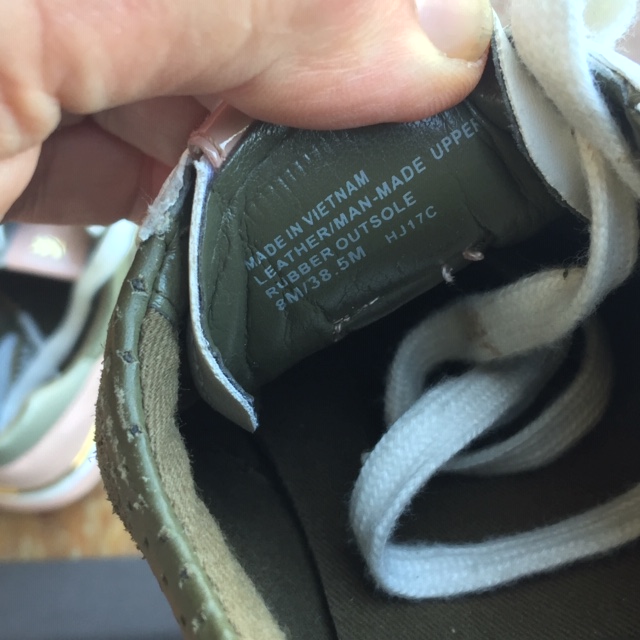 MADE IN VIETNAM
LEATHER/MAN-MADE UPPER
RUBBER OUTSOLE
8M/38.5M HJ17C